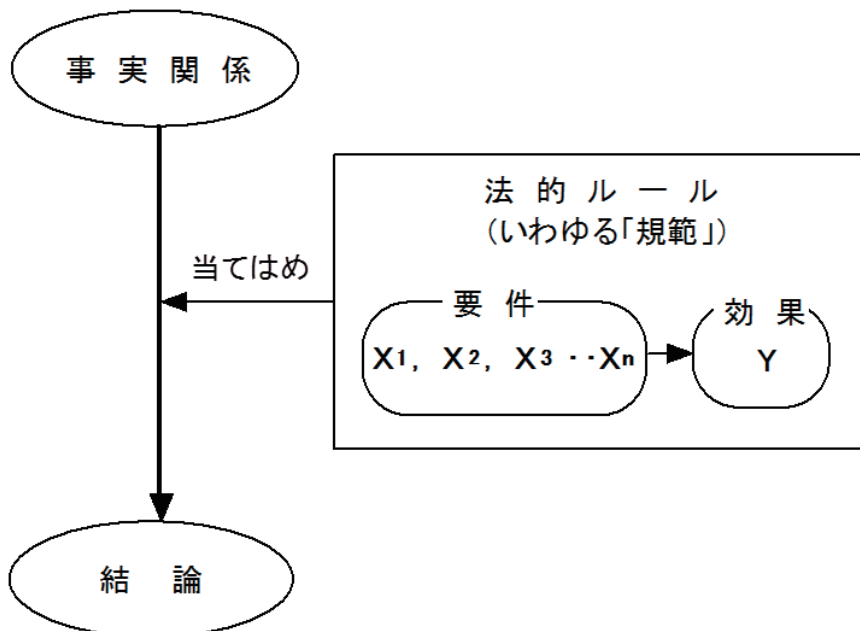 事実関係
法的ルール
(いわゆる「規範」)
当てはめ
要件
X1, X2, X3 ‥Xn
効果
Y
結論